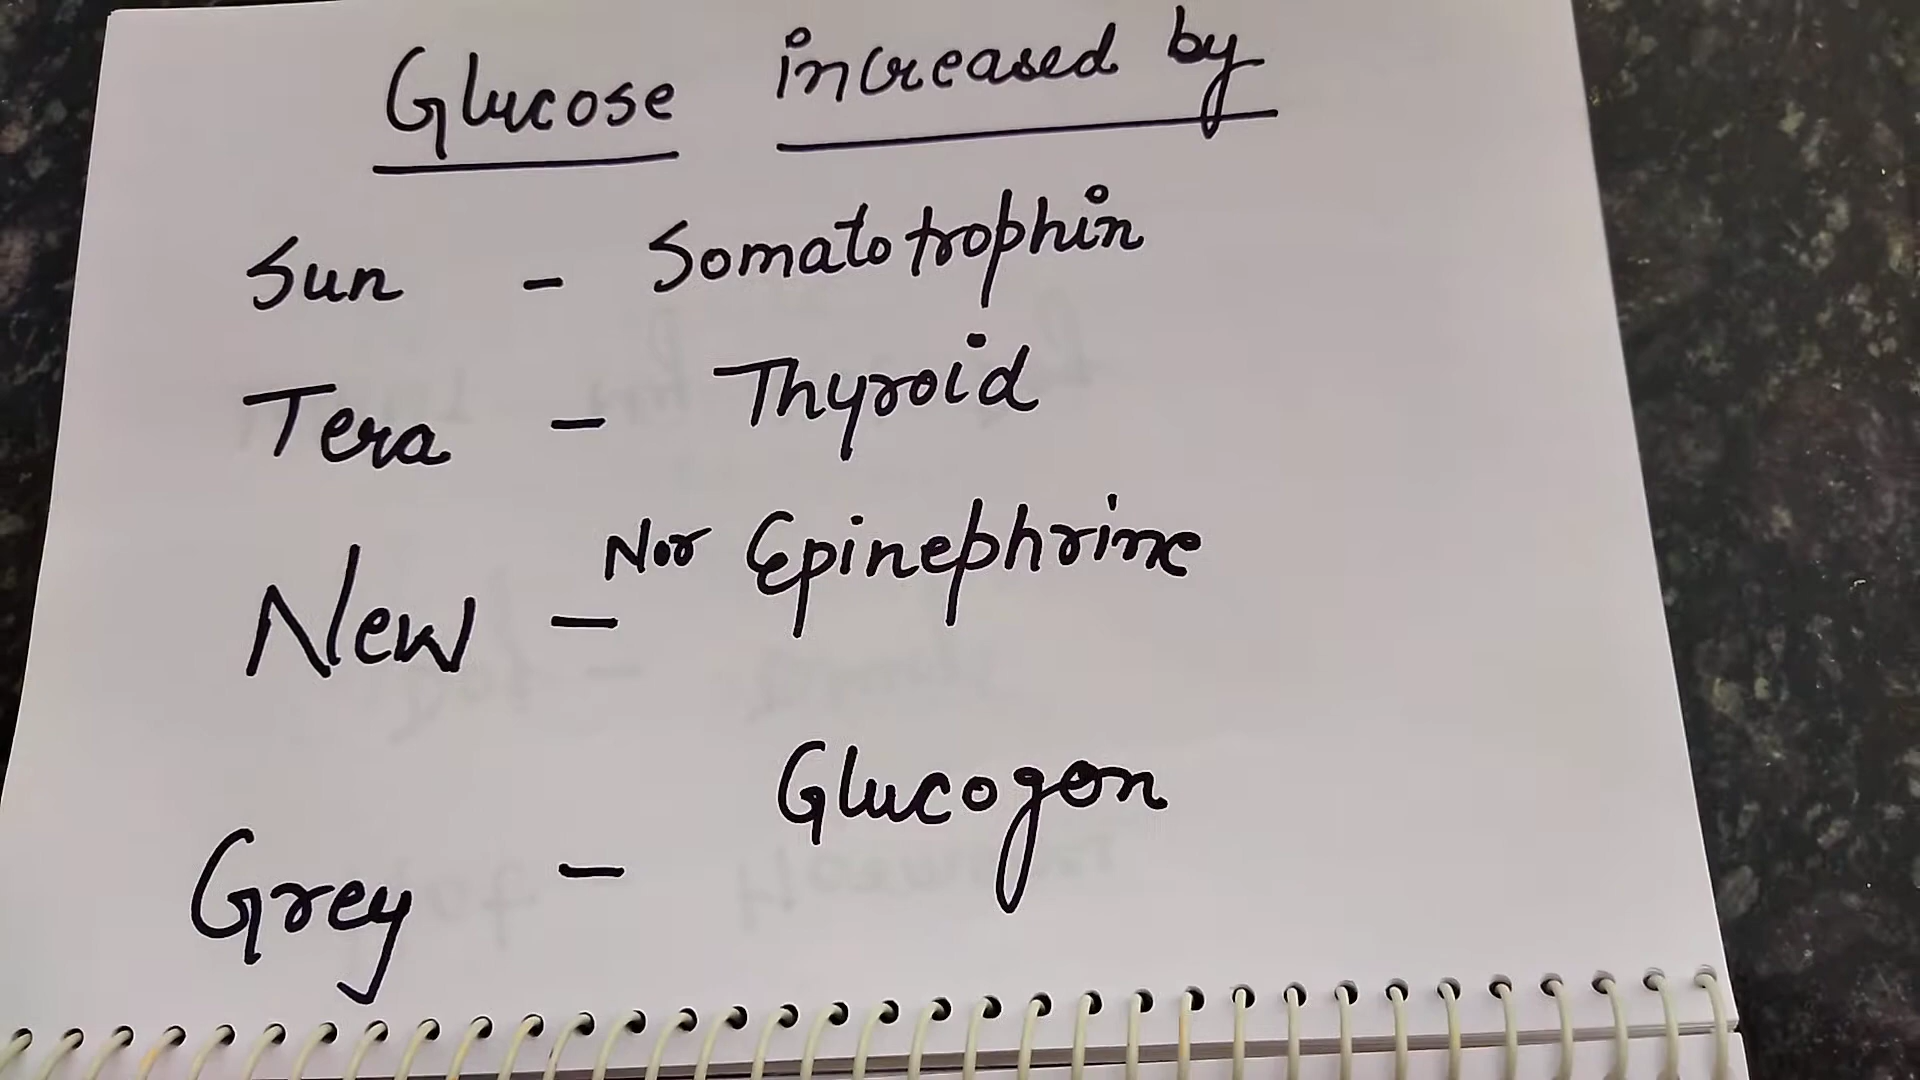 Glucose increased by
Sun - Somatotrophin
Tera - Thyroid
New - Nor Epinephrine
Grey - Glucogon